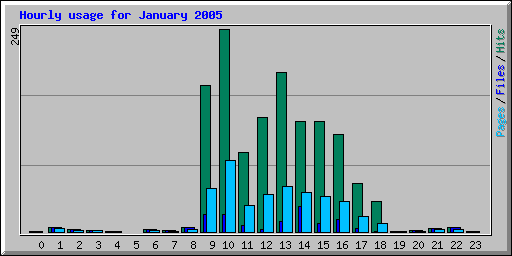 Hourly usage for January 2005
249
Pages / Files / Hits
0 1 2 3 4 5 6 7 8 9 10 11 12 13 14 15 16 17 18 19 20 21 22 23